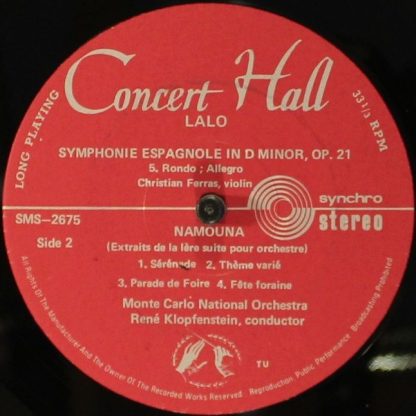 LONG PLAYING
Concert Hall
33 1/3 RPM
LALO
SYMPHONIE ESPAGNOLE IN D MINOR, OP. 21
5. Rondo ; Allegro
Christian Ferras, violin
SMS-2675
synchro
stereo
Side 2
NAMOUNA
(Extraits de la 1ère suite pour orchestre)
1. Sérénade 2. Thème varié
3. Parade de Foire 4. Fête foraine
Monte Carlo National Orchestra
René Klopfenstein, conductor
TU
All Rights Of The Manufacturer And The Owner Of The Recorded Works Reserved. Reproduction Public Performance Broadcasting Prohibited